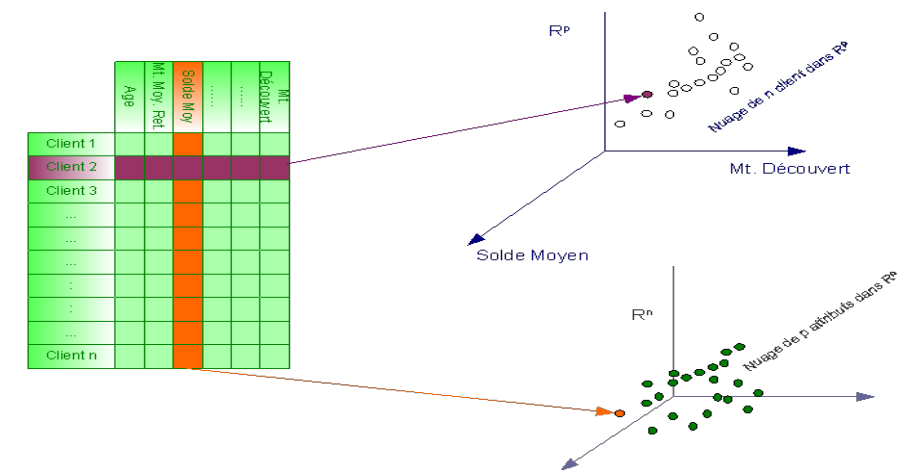 Age
Mt. Moy. Ret.
Solde Moy
......
......
Mt.
Découvert
Client 1
Client 2
Client 3
...
...
...
:
:
...
Client n
Rᵖ
Nuage de n client dans Rᵖ
Mt. Découvert
Solde Moyen
Rⁿ
Nuage de p attributs dans Rⁿ